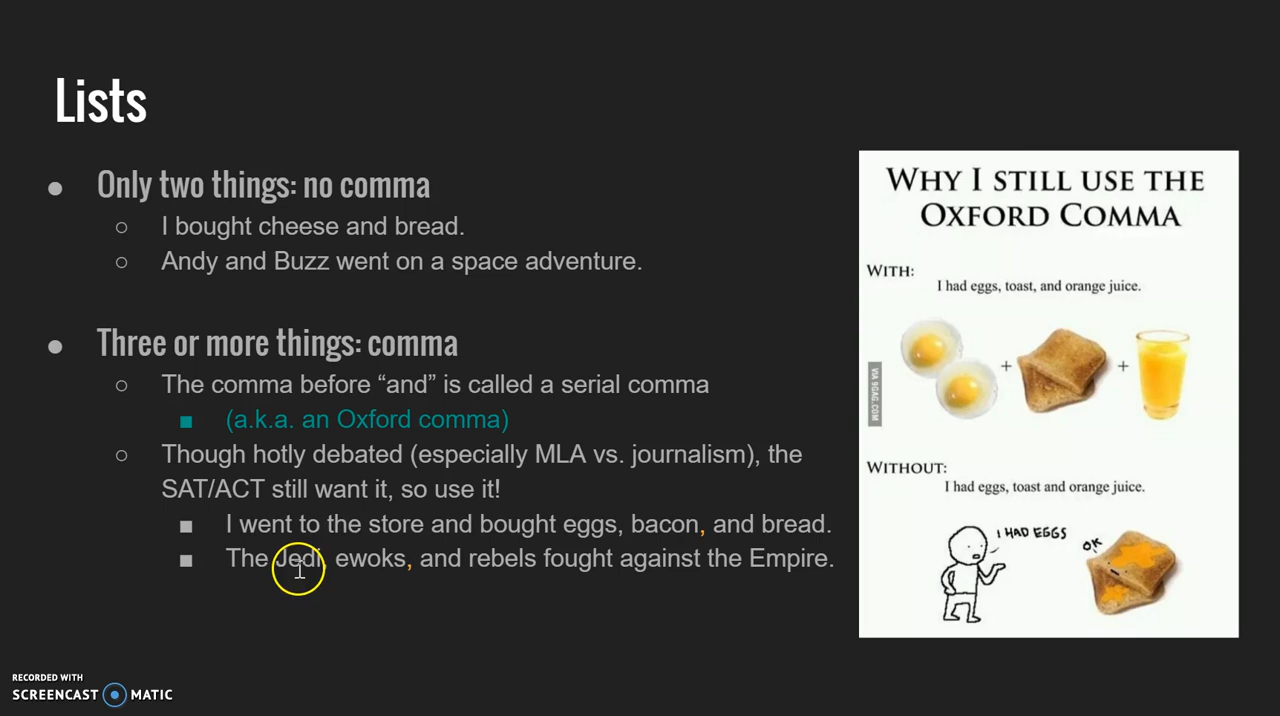 Lists
● Only two things: no comma
○ I bought cheese and bread.
○ Andy and Buzz went on a space adventure.
● Three or more things: comma
○ The comma before “and” is called a serial comma
■ (a.k.a. an Oxford comma)
○ Though hotly debated (especially MLA vs. journalism), the
SAT/ACT still want it, so use it!
■ I went to the store and bought eggs, bacon, and bread.
■ The Jedi, ewoks, and rebels fought against the Empire.
WHY I STILL USE THE
OXFORD COMMA
WITH:
I had eggs, toast, and orange juice.
+ +
VIA 9GAG.COM
WITHOUT:
I had eggs, toast and orange juice.
I HAD EGGS
OK
RECORDED WITH
SCREENCAST MATIC